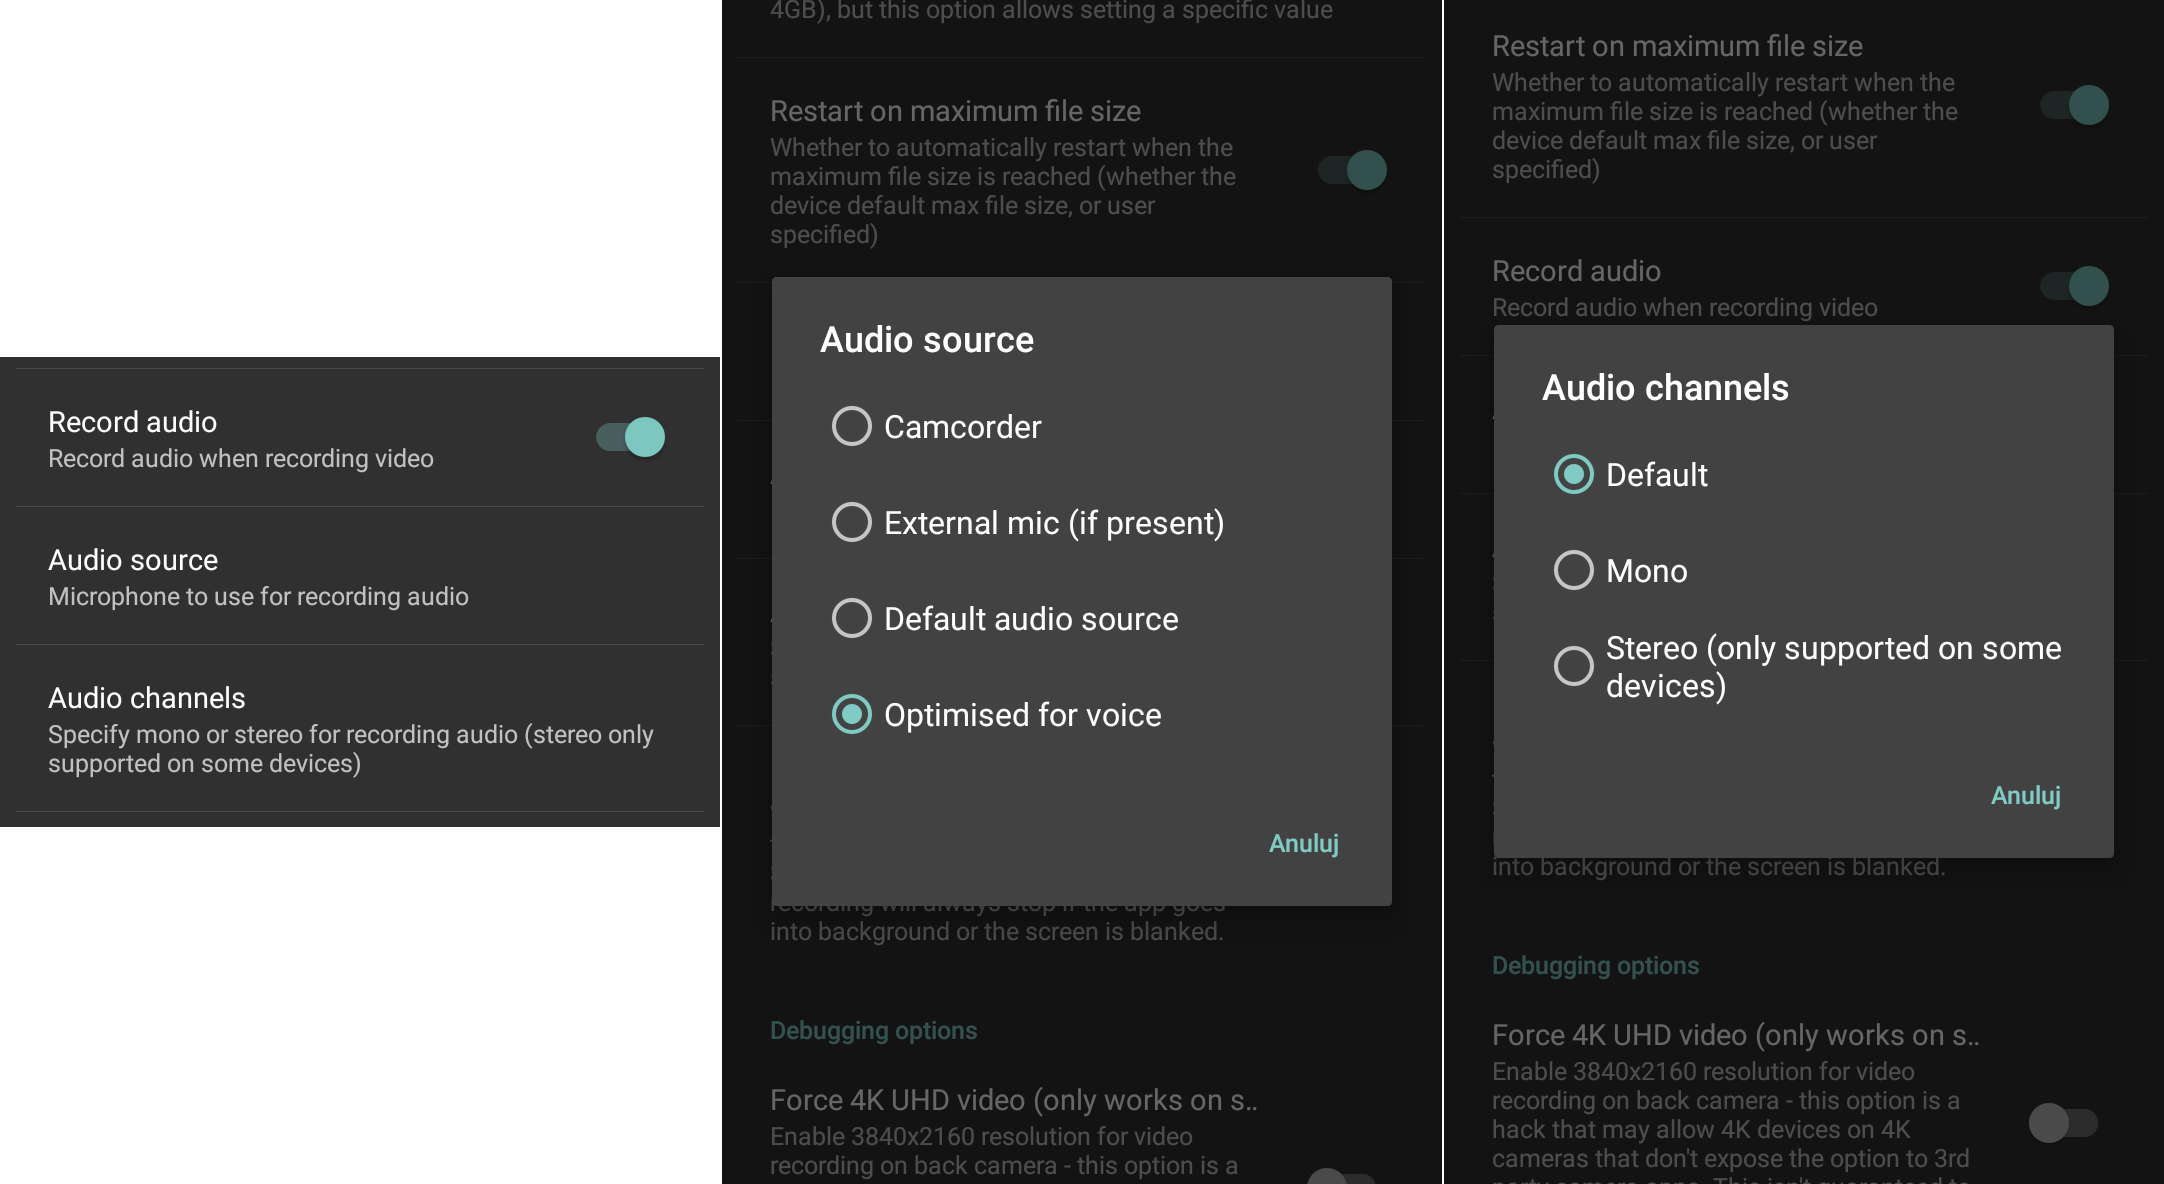 Record audio
Record audio when recording video
Audio source
Microphone to use for recording audio
Audio channels
Specify mono or stereo for recording audio (stereo only
supported on some devices)
4GB), but this option allows setting a specific value
Restart on maximum file size
Whether to automatically restart when the
maximum file size is reached (whether the
device default max file size, or user
specified)
Audio source
Camcorder
External mic (if present)
Default audio source
Optimised for voice
Anuluj
recording will always stop if the app goes
into background or the screen is blanked.
Debugging options
Force 4K UHD video (only works on s..
Enable 3840x2160 resolution for video
recording on back camera - this option is a
Restart on maximum file size
Whether to automatically restart when the
maximum file size is reached (whether the
device default max file size, or user
specified)
Record audio
Record audio when recording video
Audio channels
Default
Mono
Stereo (only supported on some
devices)
Anuluj
into background or the screen is blanked.
Debugging options
Force 4K UHD video (only works on s..
Enable 3840x2160 resolution for video
recording on back camera - this option is a
hack that may allow 4K devices on 4K
cameras that don't expose the option to 3rd